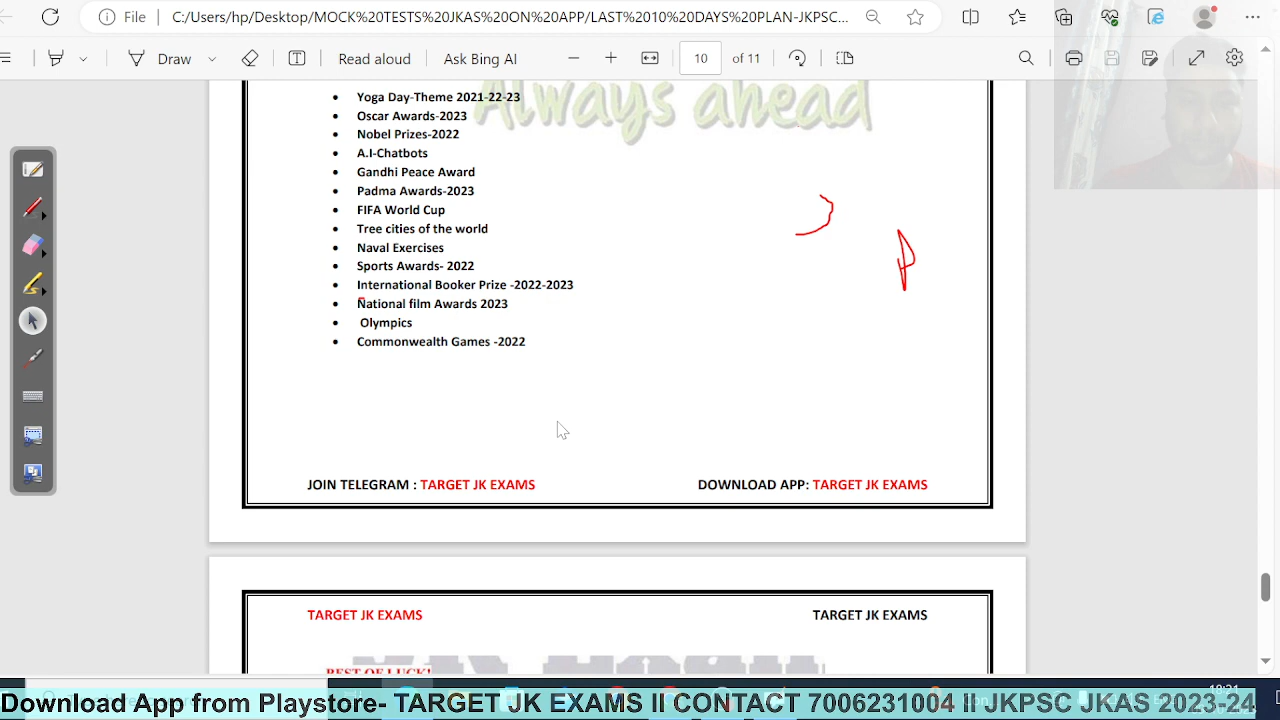 File C:/Users/hp/Desktop/MOCK%20TESTS%20JKAS%20ON%20APP/LAST%2010%20DAYS%20PLAN-JKPSC...
Draw Read aloud Ask Bing AI 10 of 11
Always ahead
• Yoga Day-Theme 2021-22-23
• Oscar Awards-2023
• Nobel Prizes-2022
• A.I-Chatbots
• Gandhi Peace Award
• Padma Awards-2023
• FIFA World Cup
• Tree cities of the world
• Naval Exercises
• Sports Awards- 2022
• International Booker Prize -2022-2023
• National film Awards 2023
• Olympics
• Commonwealth Games -2022
JOIN TELEGRAM : TARGET JK EXAMS DOWNLOAD APP: TARGET JK EXAMS
TARGET JK EXAMS TARGET JK EXAMS
BEST OF LUCK!
Download App from Playstore- TARGET JK EXAMS II CONTACT 7006231004 II JKPSC JKAS 2023-24